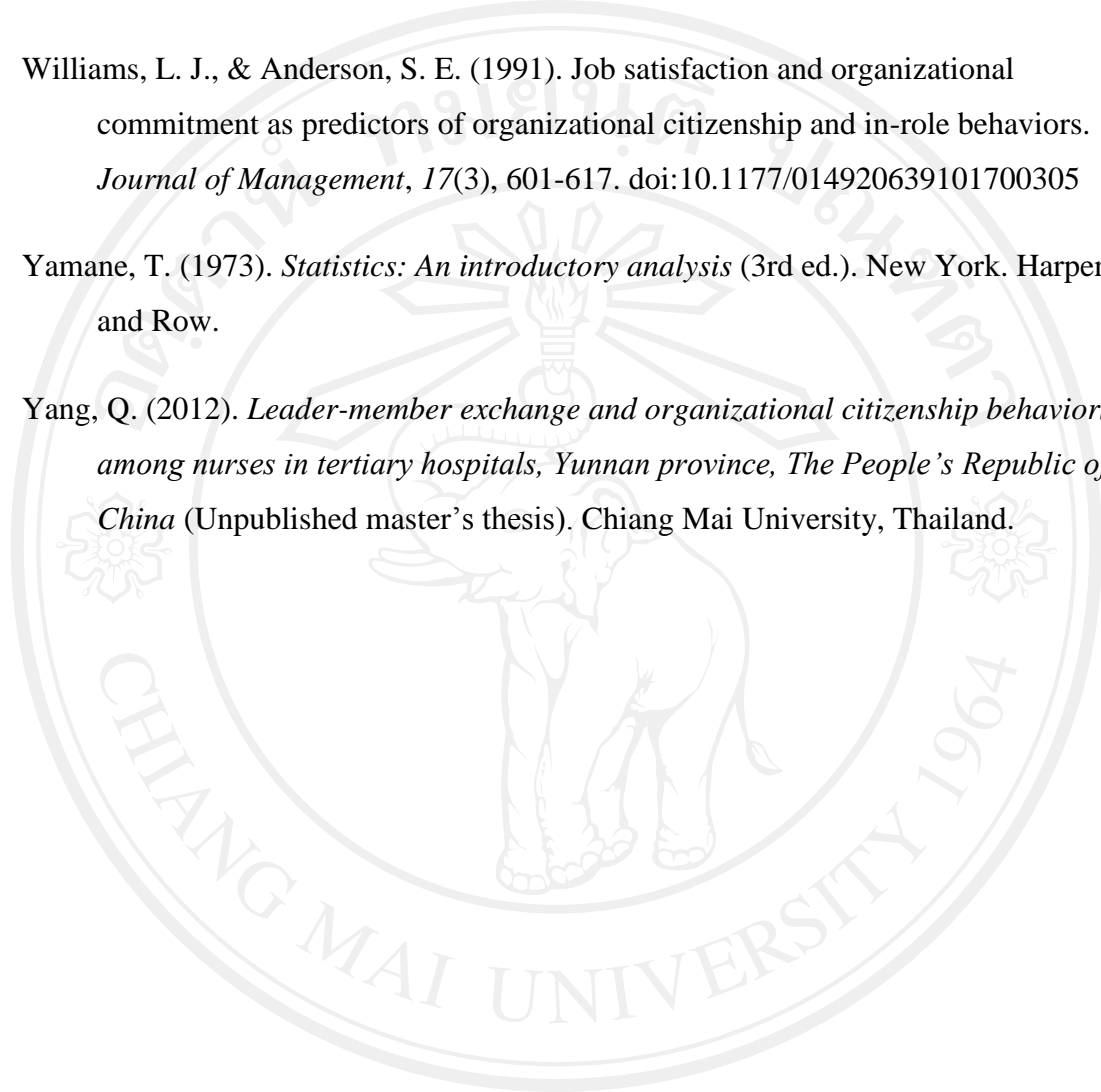 Williams, L. J., & Anderson, S. E. (1991). Job satisfaction and organizational
commitment as predictors of organizational citizenship and in-role behaviors.
Journal of Management, 17(3), 601-617. doi:10.1177/014920639101700305
Yamane, T. (1973). Statistics: An introductory analysis (3rd ed.). New York. Harper
and Row.
Yang, Q. (2012). Leader-member exchange and organizational citizenship behavior
among nurses in tertiary hospitals, Yunnan province, The People’s Republic of
China (Unpublished master’s thesis). Chiang Mai University, Thailand.
CHIANG MAI UNIVERSITY 1964